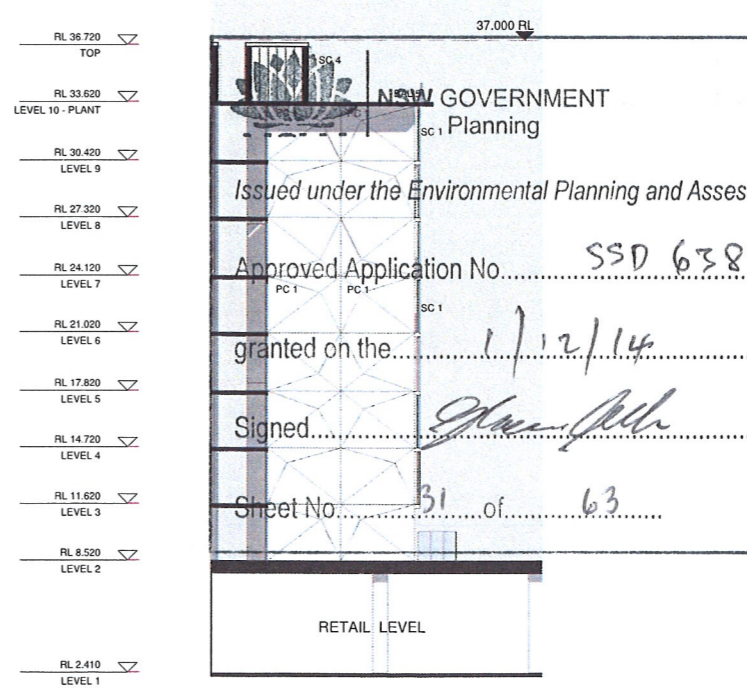 37.000 RL
RL 36.720
TOP
SC 4
RL 33.620
LEVEL 10 - PLANT
NSW GOVERNMENT
SC 1 Planning
RL 30.420
LEVEL 9
Issued under the Environmental Planning and Asses
RL 27.320
LEVEL 8
RL 24.120
LEVEL 7
Approved Application No. SSD 638
PC 1 PC 1
SC 1
RL 21.020
LEVEL 6
granted on the 1/12/14
RL 17.820
LEVEL 5
Signed
RL 14.720
LEVEL 4
RL 11.620
LEVEL 3
Sheet No. 31 of 63
RL 8.520
LEVEL 2
RETAIL LEVEL
RL 2.410
LEVEL 1